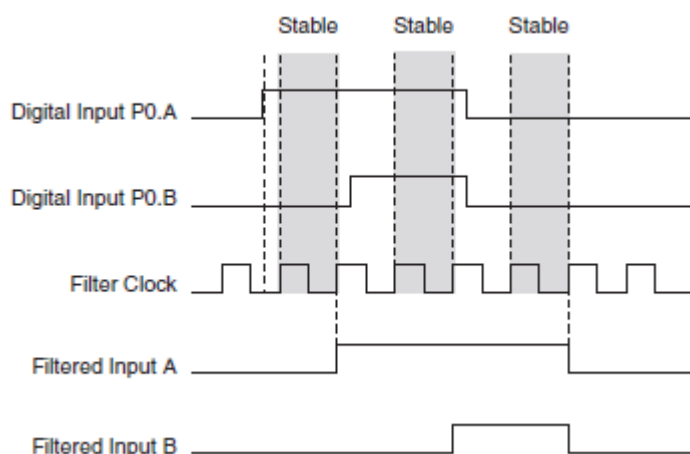 Stable Stable Stable
Digital Input P0.A
Digital Input P0.B
Filter Clock
Filtered Input A
Filtered Input B